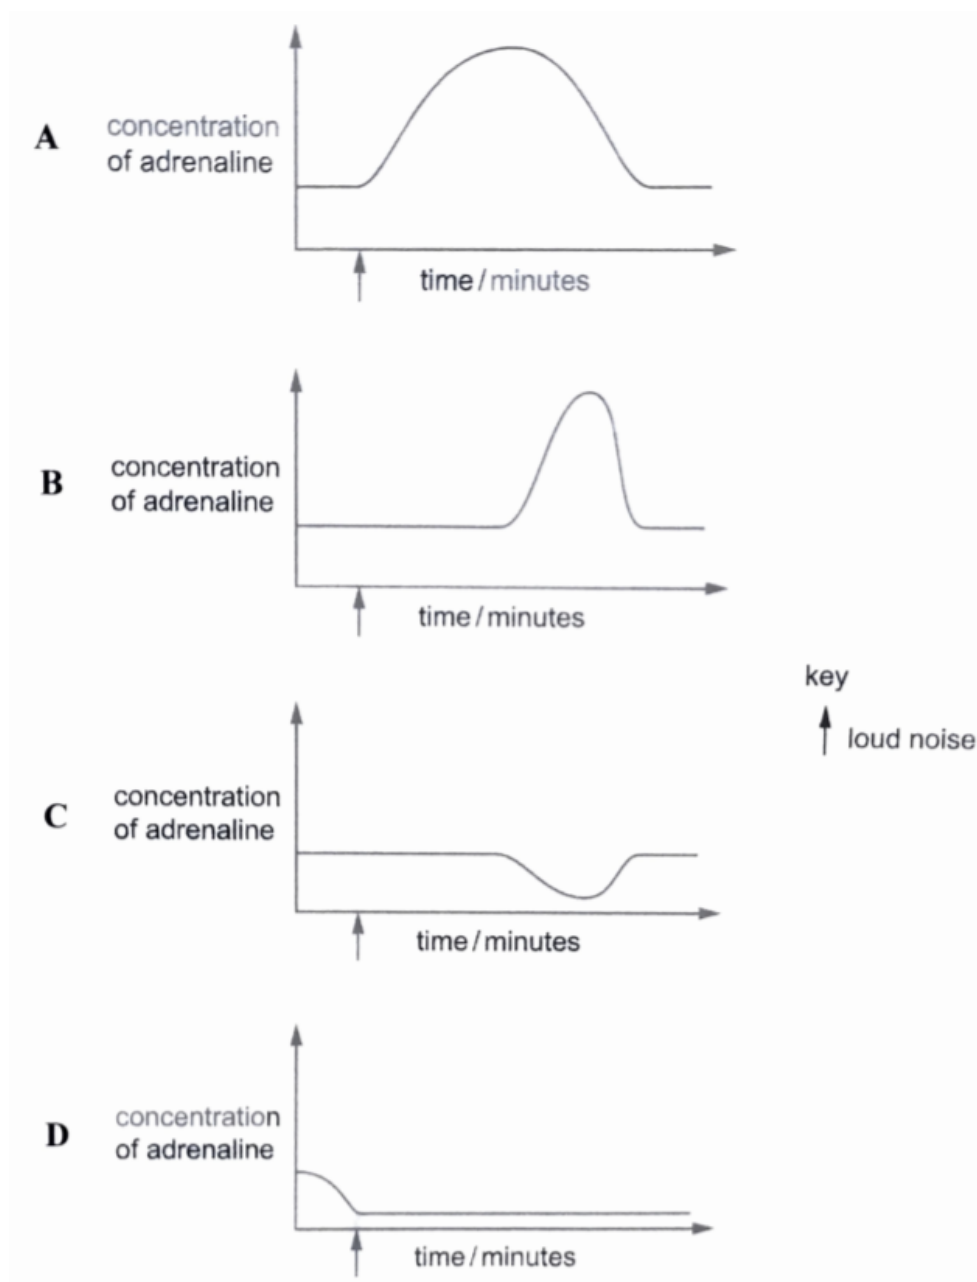 A
concentration
of adrenaline
time/minutes
B
concentration
of adrenaline
time/minutes
key
loud noise
C
concentration
of adrenaline
time/minutes
D
concentration
of adrenaline
time/minutes